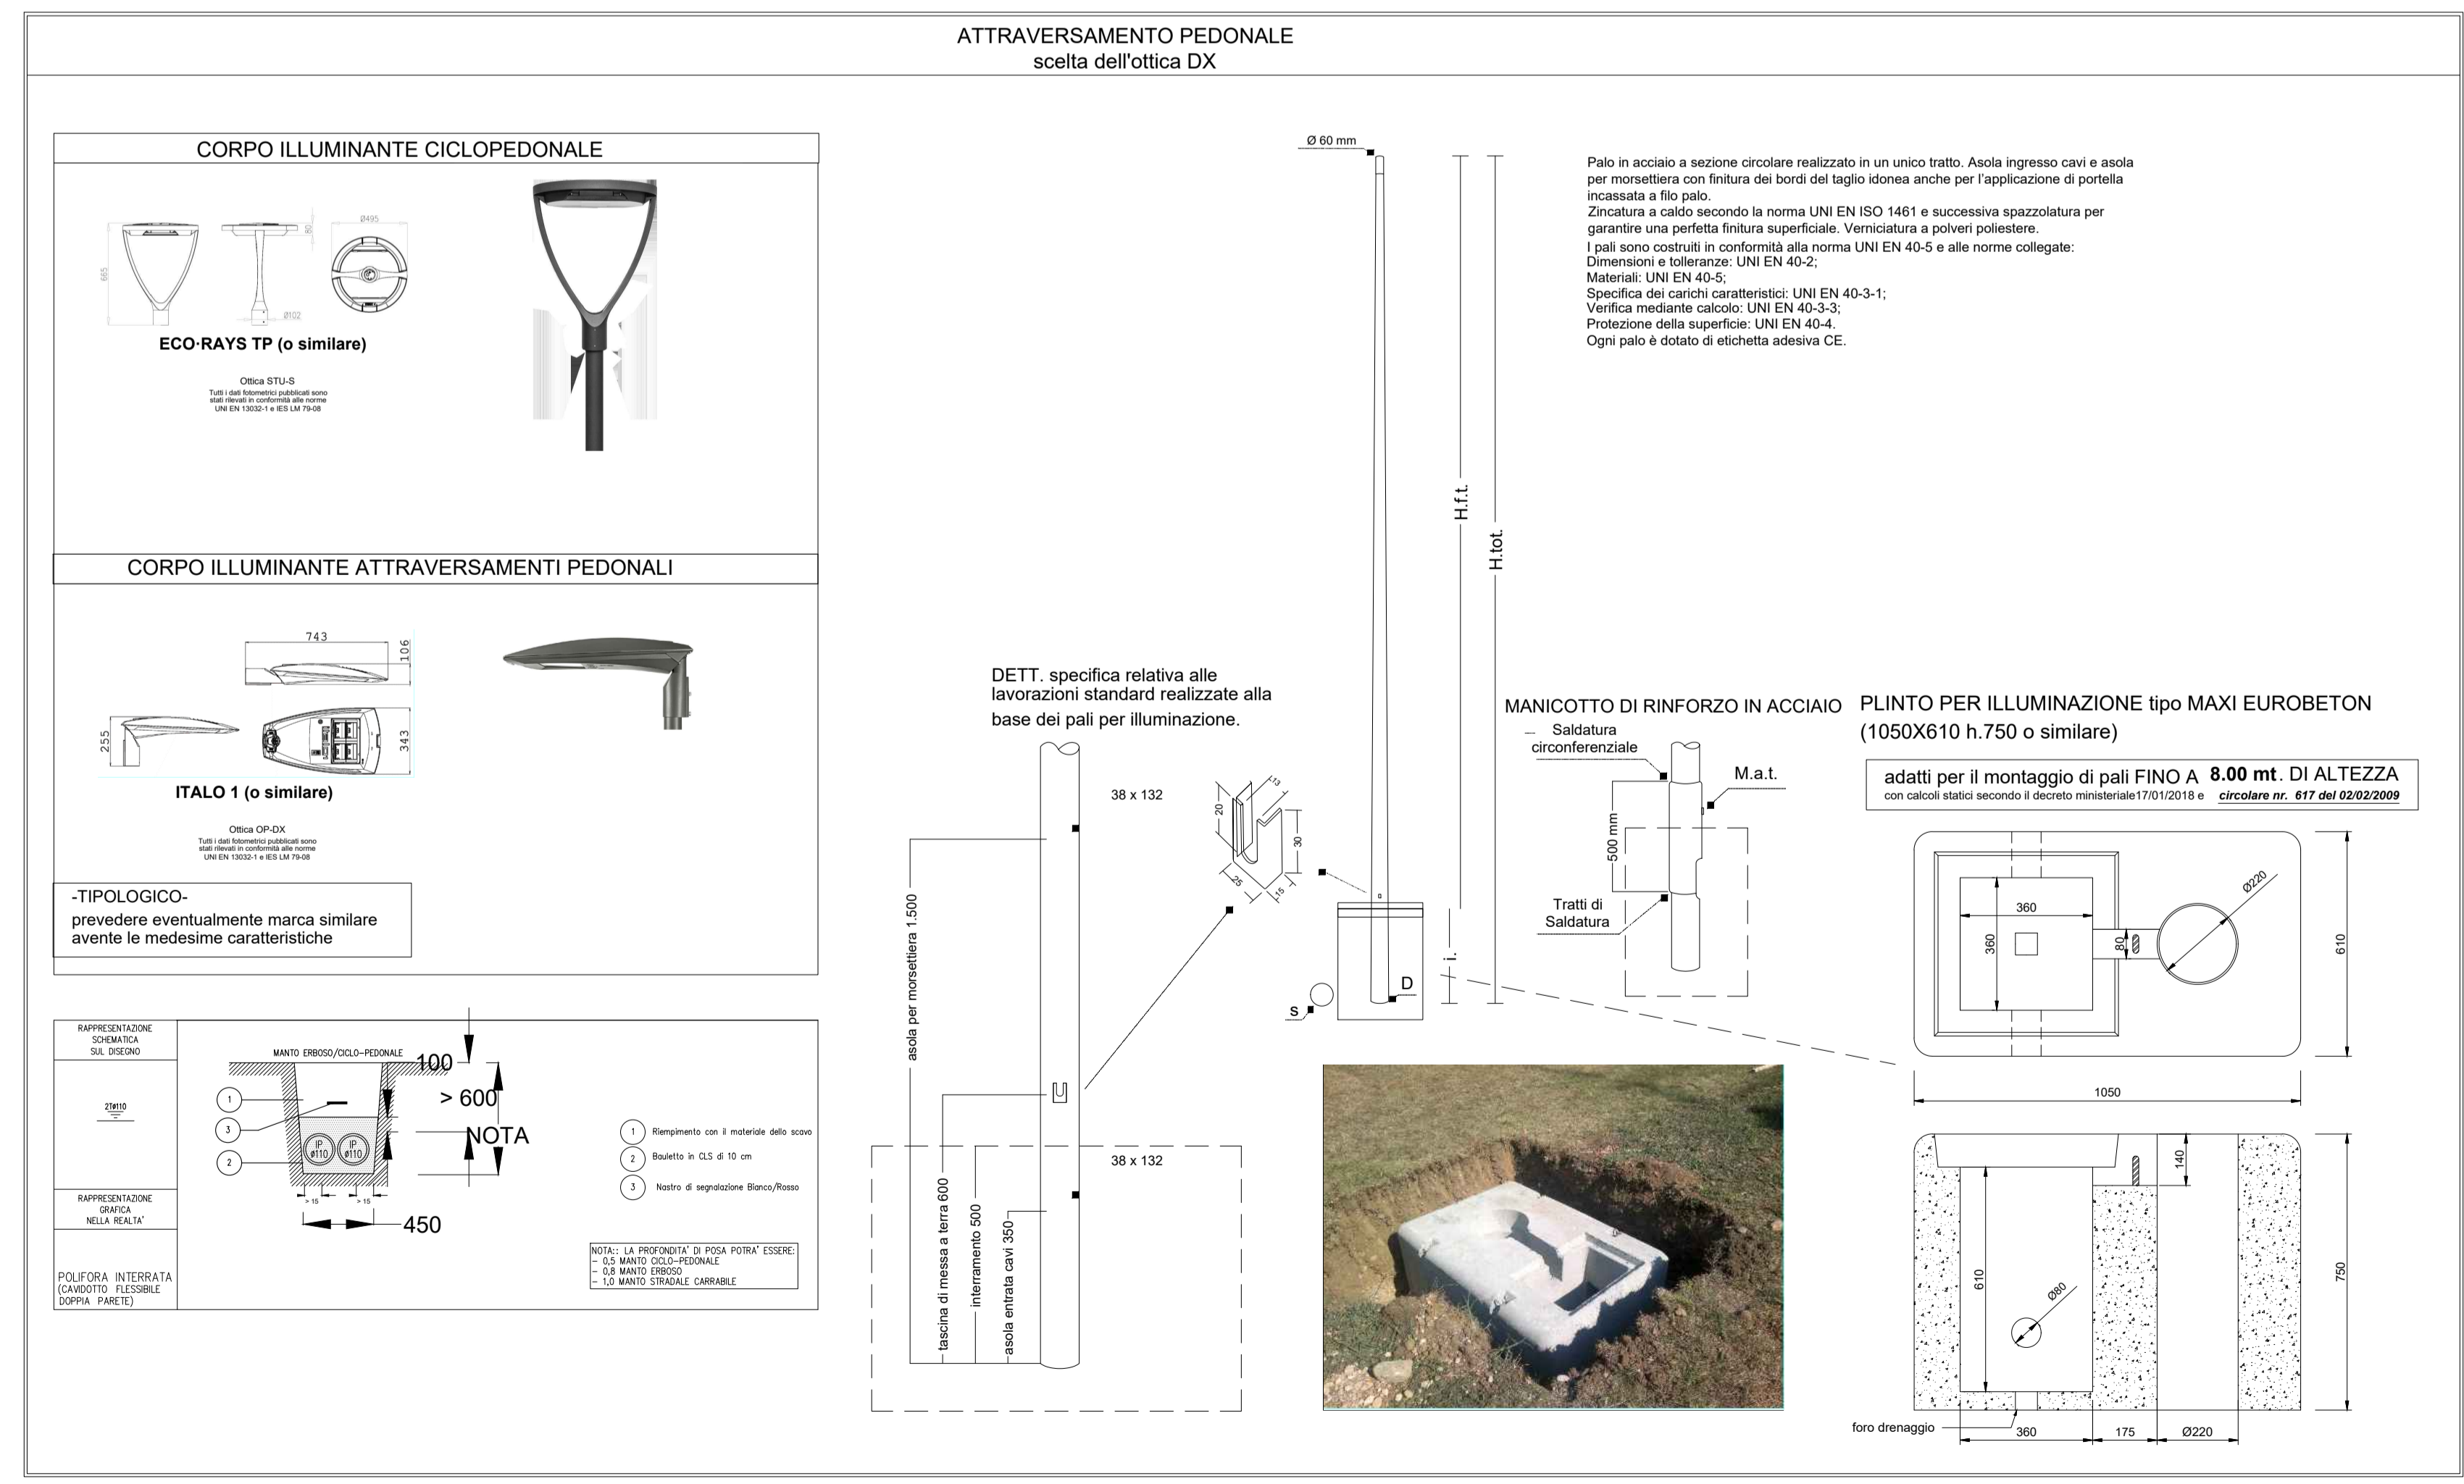 ATTRAVERSAMENTO PEDONALE
scelta dell'ottica DX
CORPO ILLUMINANTE CICLOPEDONALE
665
80
Ø495
Ø102
ECO·RAYS TP (o similare)
Ottica STU-S
Tutti i dati fotometrici pubblicati sono
stati rilevati in conformità alle norme
UNI EN 13032-1 e IES LM 79-08
CORPO ILLUMINANTE ATTRAVERSAMENTI PEDONALI
743
106
255
343
ITALO 1 (o similare)
Ottica OP-DX
Tutti i dati fotometrici pubblicati sono
stati rilevati in conformità alle norme
UNI EN 13032-1 e IES LM 79-08
-TIPOLOGICO-
prevedere eventualmente marca similare
avente le medesime caratteristiche
RAPPRESENTAZIONE
SCHEMATICA
SUL DISEGNO
2Tø110
RAPPRESENTAZIONE
GRAFICA
NELLA REALTA'
POLIFORA INTERRATA
(CAVIDOTTO FLESSIBILE
DOPPIA PARETE)
MANTO ERBOSO/CICLO-PEDONALE
100
> 600
NOTA
1
3
2
IP
ø110
IP
ø110
> 15
> 15
450
1 Riempimento con il materiale dello scavo
2 Bauletto in CLS di 10 cm
3 Nastro di segnalazione Bianco/Rosso
NOTA:: LA PROFONDITA' DI POSA POTRA' ESSERE:
- 0,5 MANTO CICLO-PEDONALE
- 0,8 MANTO ERBOSO
- 1,0 MANTO STRADALE CARRABILE
DETT. specifica relativa alle
lavorazioni standard realizzate alla
base dei pali per illuminazione.
38 x 132
asola per morsettiera 1.500
tascina di messa a terra 600
interramento 500
asola entrata cavi 350
38 x 132
20
13
30
25
15
Ø 60 mm
H.f.t.
H.tot.
i.
D
s
Palo in acciaio a sezione circolare realizzato in un unico tratto. Asola ingresso cavi e asola
per morsettiera con finitura dei bordi del taglio idonea anche per l'applicazione di portella
incassata a filo palo.
Zincatura a caldo secondo la norma UNI EN ISO 1461 e successiva spazzolatura per
garantire una perfetta finitura superficiale. Verniciatura a polveri poliestere.
I pali sono costruiti in conformità alla norma UNI EN 40-5 e alle norme collegate:
Dimensioni e tolleranze: UNI EN 40-2;
Materiali: UNI EN 40-5;
Specifica dei carichi caratteristici: UNI EN 40-3-1;
Verifica mediante calcolo: UNI EN 40-3-3;
Protezione della superficie: UNI EN 40-4.
Ogni palo è dotato di etichetta adesiva CE.
MANICOTTO DI RINFORZO IN ACCIAIO
Saldatura
circonferenziale
M.a.t.
500 mm
Tratti di
Saldatura
PLINTO PER ILLUMINAZIONE tipo MAXI EUROBETON
(1050X610 h.750 o similare)
adatti per il montaggio di pali FINO A 8.00 mt. DI ALTEZZA
con calcoli statici secondo il decreto ministeriale17/01/2018 e circolare nr. 617 del 02/02/2009
360
360
80
Ø220
610
1050
140
610
Ø80
750
foro drenaggio
360
175
Ø220